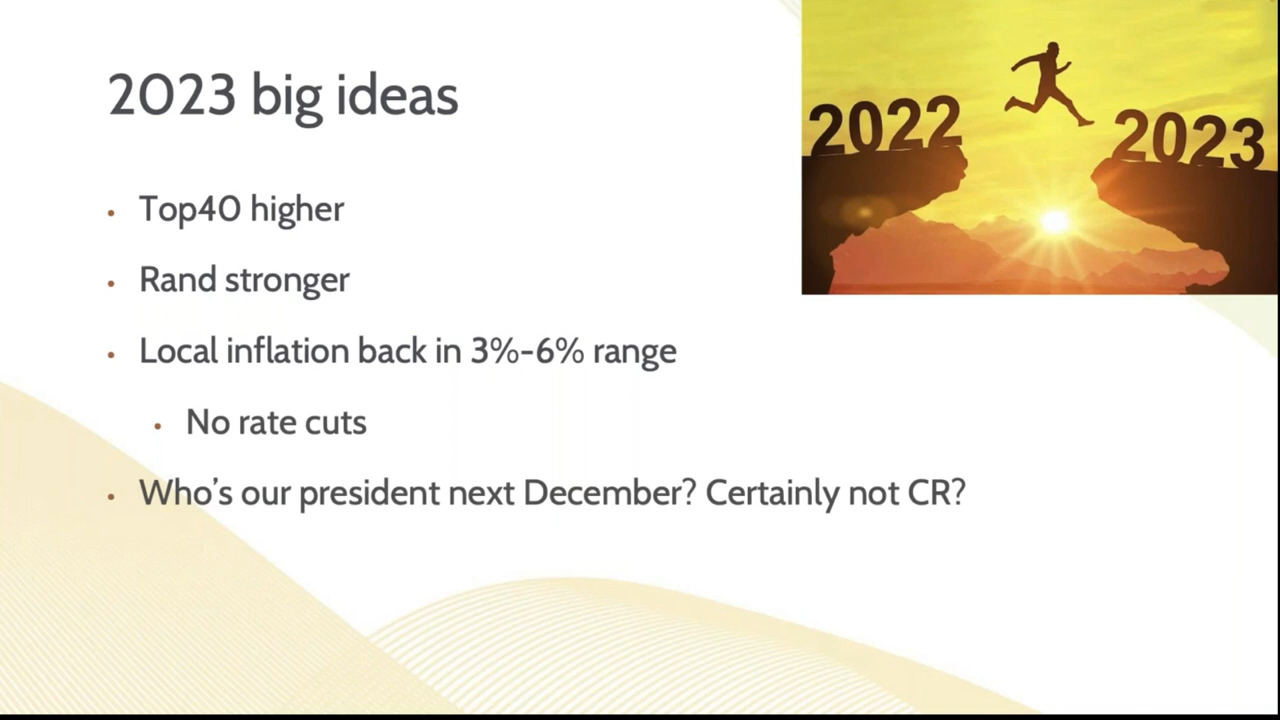 2023 big ideas
2022
2023
• Top40 higher
• Rand stronger
• Local inflation back in 3%-6% range
• No rate cuts
• Who's our president next December? Certainly not CR?